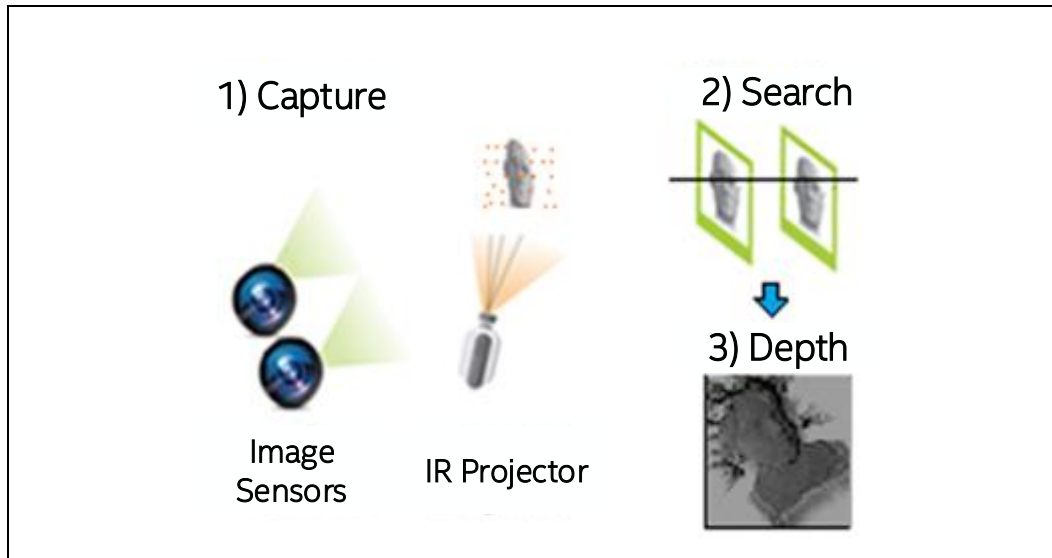 1) Capture
Image
Sensors
IR Projector
2) Search
3) Depth